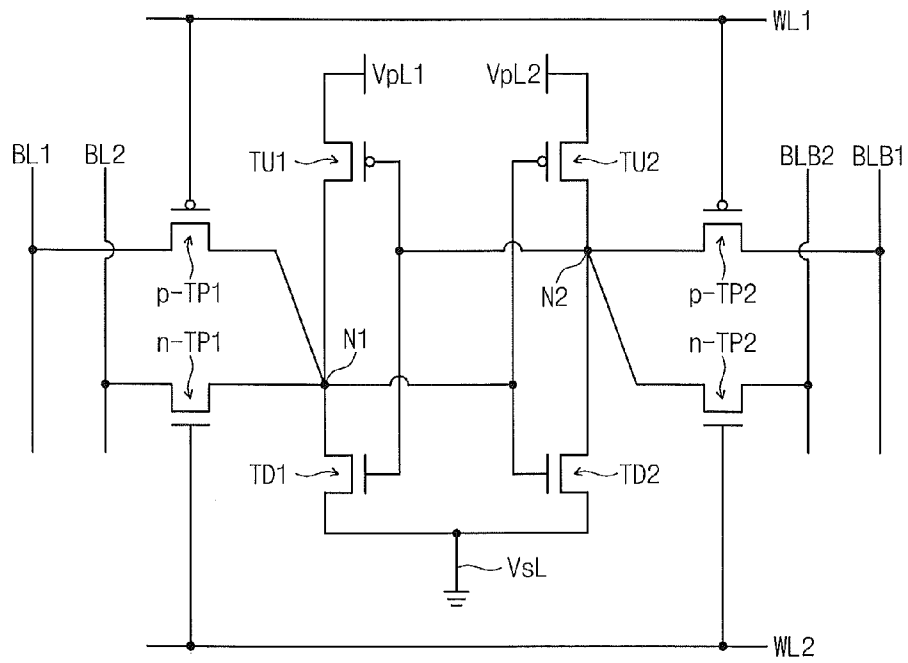 WL1
VpL1
VpL2
BL1
BL2
TU1
TU2
BLB2
BLB1
p-TP1
N2
p-TP2
n-TP1
N1
n-TP2
TD1
TD2
VsL
WL2